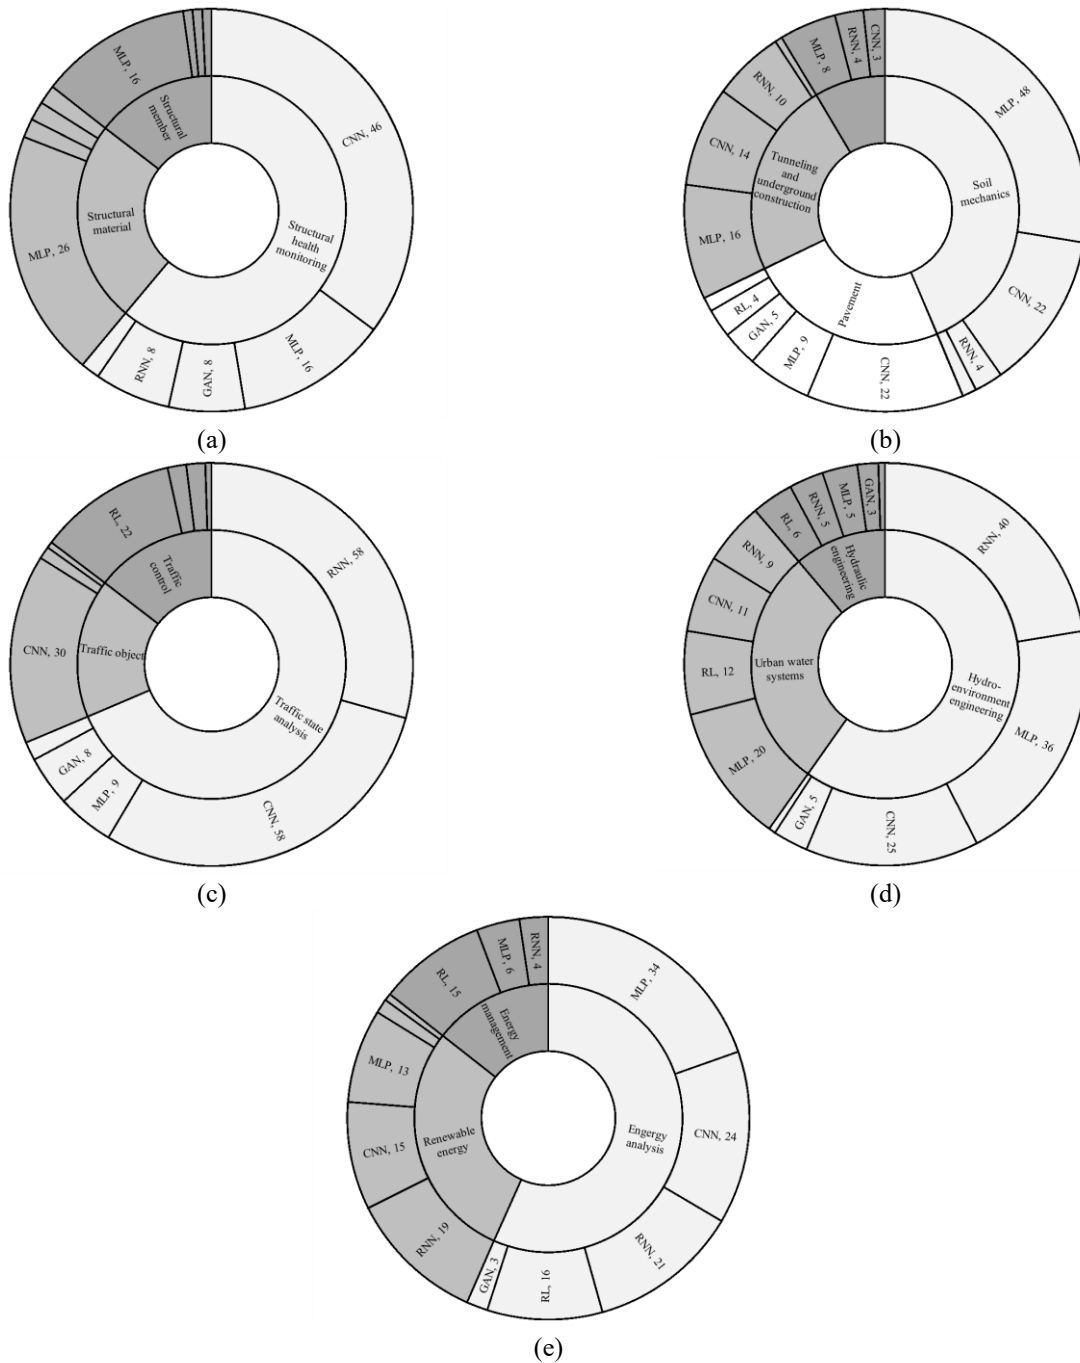 MLP, 16
Structural
member
CNN, 46
Structural
material
MLP, 26
Structural
health
monitoring
RNN, 8
GAN, 8
MLP, 16
(a)
MLP, 8
RNN, 4
CNN, 3
RNN, 10
MLP, 48
CNN, 14
Tunneling
and
underground
construction
Soil
mechanics
MLP, 16
Pavement
RL, 4
GAN, 5
MLP, 9
CNN, 22
RNN, 4
CNN, 22
(b)
RL, 22
Traffic
control
RNN, 58
CNN, 30
Traffic object
Traffic state
analysis
GAN, 8
MLP, 9
CNN, 58
(c)
RL, 6
RNN, 5
MLP, 5
GAN, 3
RNN, 40
RNN, 9
Hydraulic
engineering
CNN, 11
RL, 12
Urban water
systems
Hydro-
environment
engineering
MLP, 36
MLP, 20
GAN, 5
CNN, 25
(d)
RL, 15
MLP, 6
RNN, 4
MLP, 34
Energy
management
MLP, 13
CNN, 15
Renewable
energy
Engergy
analysis
CNN, 24
RNN, 19
GAN, 3
RL, 16
RNN, 21
(e)